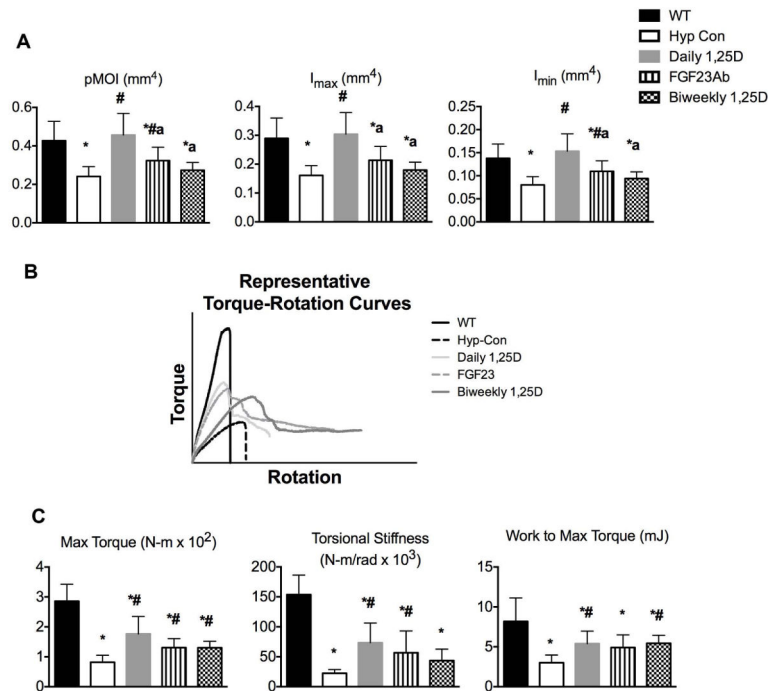 WT
Hyp Con
Daily 1,25D
FGF23Ab
Biweekly 1,25D
A
pMOI (mm⁴)
0.6
0.4
0.2
0.0
*
#
*#a
*a
Imax (mm⁴)
0.4
0.3
0.2
0.1
0.0
*
#
*a
*a
Imin (mm⁴)
0.20
0.15
0.10
0.05
0.00
*
#
*#a
*a
B
Representative
Torque-Rotation Curves
Torque
Rotation
WT
Hyp-Con
Daily 1,25D
FGF23
Biweekly 1,25D
C
Max Torque (N-m x 10²)
4
3
2
1
0
*
*#
*#
*#
Torsional Stiffness
(N-m/rad x 10³)
200
150
100
50
0
*
*#
*#
*
Work to Max Torque (mJ)
15
10
5
0
*
*#
*
*#